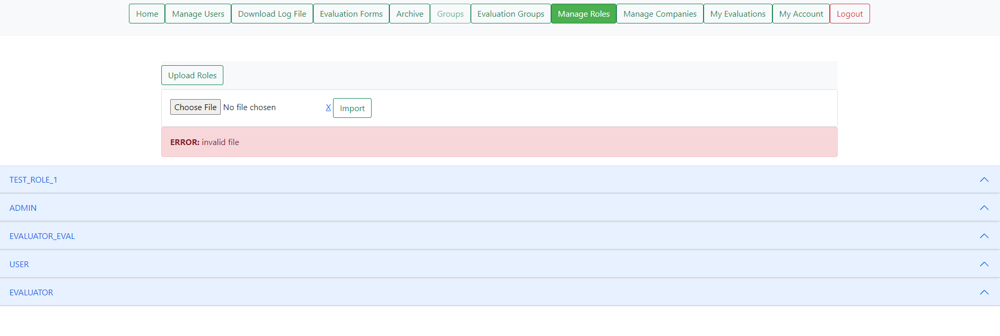 Home Manage Users Download Log File Evaluation Forms Archive Groups Evaluation Groups Manage Roles Manage Companies My Evaluations My Account Logout
Upload Roles
Choose File No file chosen X Import
ERROR: invalid file
TEST_ROLE_1
ADMIN
EVALUATOR_EVAL
USER
EVALUATOR